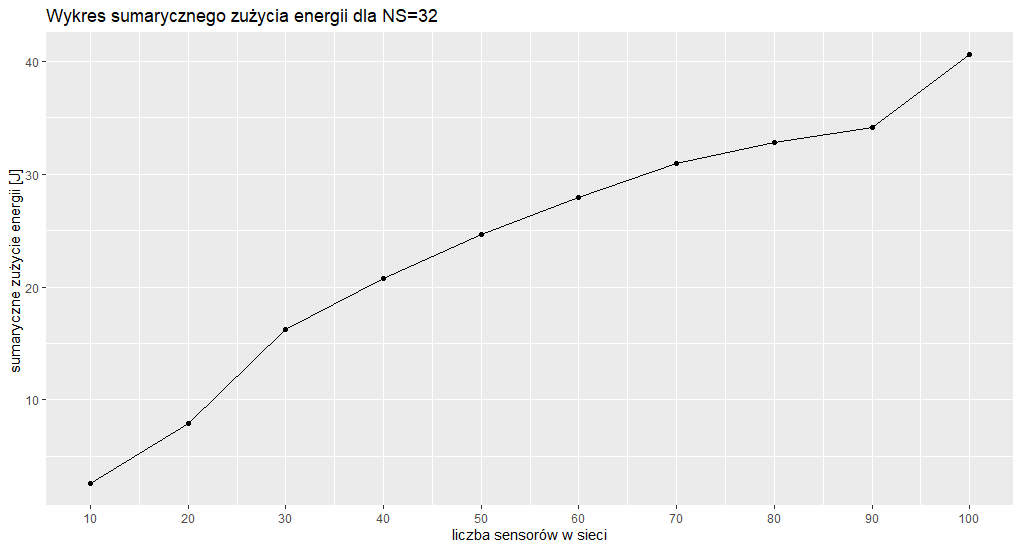 Wykres sumarycznego zużycia energii dla NS=32
sumaryczne zużycie energii [J]
40
30
20
10
10 20 30 40 50 60 70 80 90 100
liczba sensorów w sieci